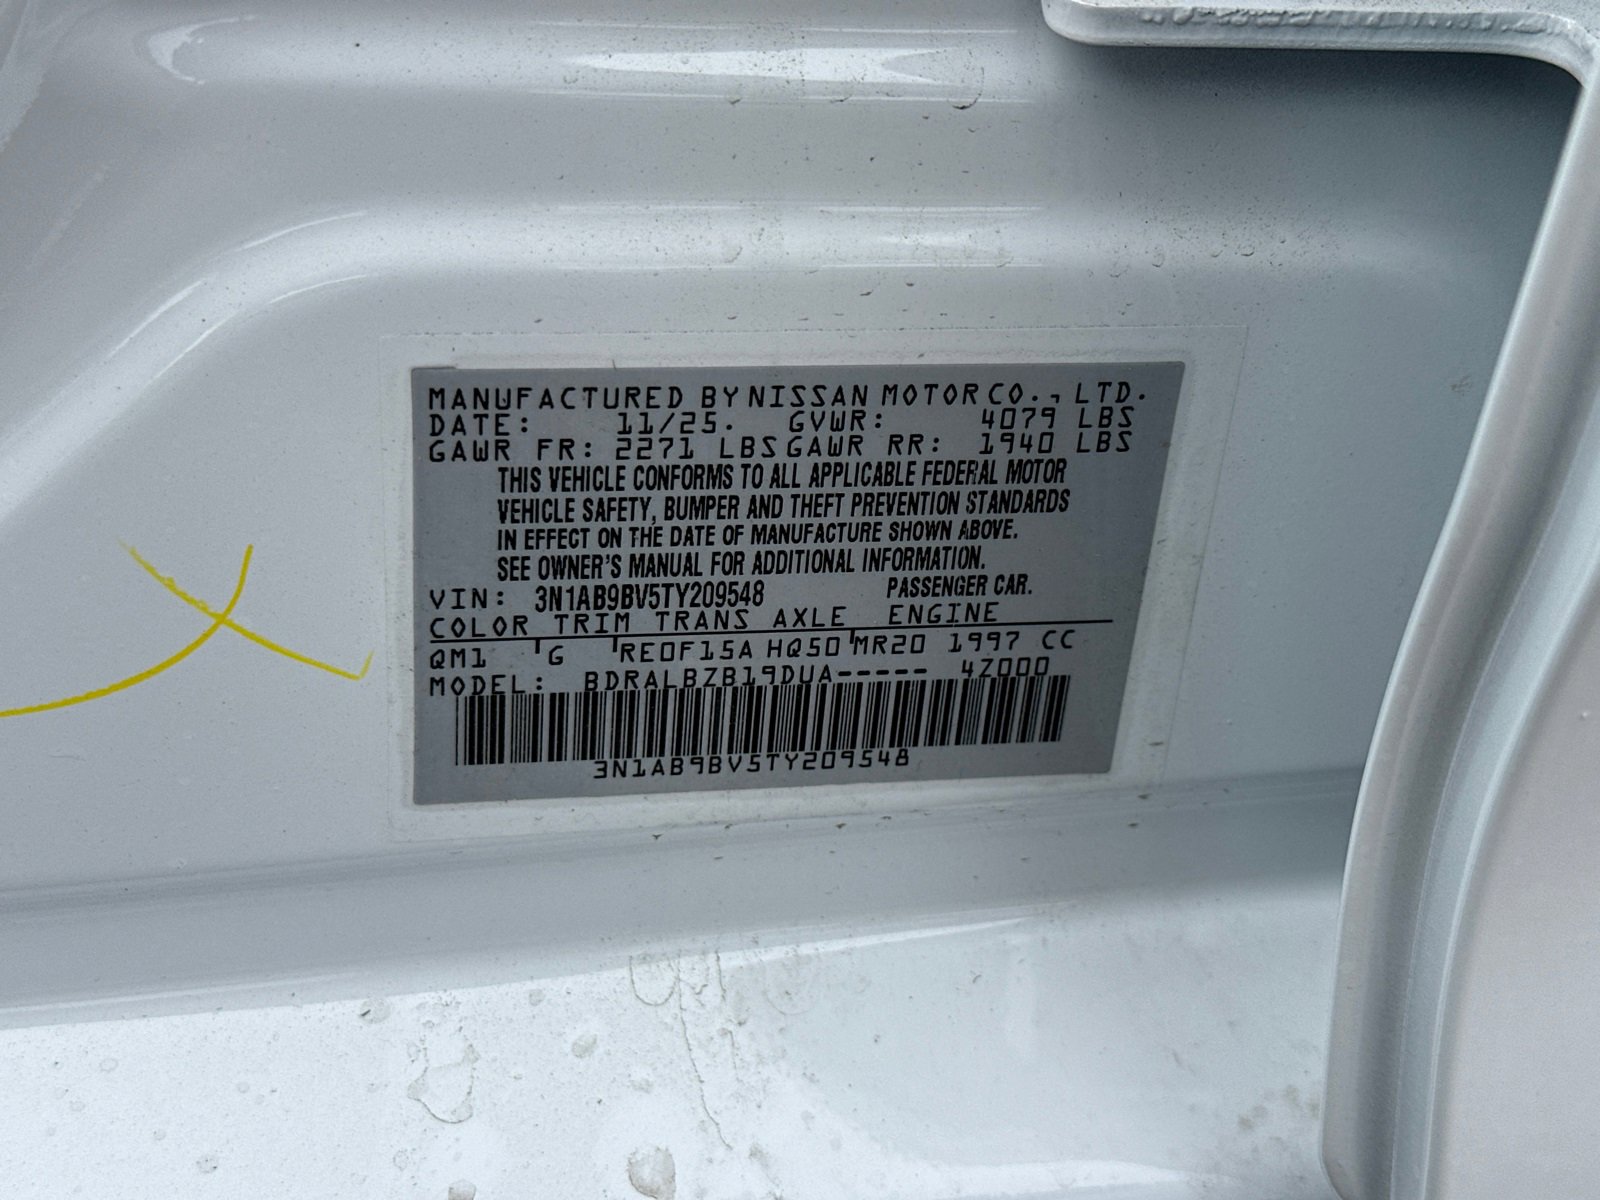 MANUFACTURED BY NISSAN MOTOR CO., LTD.
DATE: 11/25. GVWR: 4079 LBS
GAWR FR: 2271 LBS GAWR RR: 1940 LBS
THIS VEHICLE CONFORMS TO ALL APPLICABLE FEDERAL MOTOR
VEHICLE SAFETY, BUMPER AND THEFT PREVENTION STANDARDS
IN EFFECT ON THE DATE OF MANUFACTURE SHOWN ABOVE.
SEE OWNER'S MANUAL FOR ADDITIONAL INFORMATION.
VIN: 3N1AB9BV5TY209548 PASSENGER CAR.
COLOR TRIM TRANS AXLE ENGINE
QM1 G RE0F15A HQ50 MR20 1997 CC
MODEL: BDRALBZB19DUA----- 4Z000
3N1AB9BV5TY209548